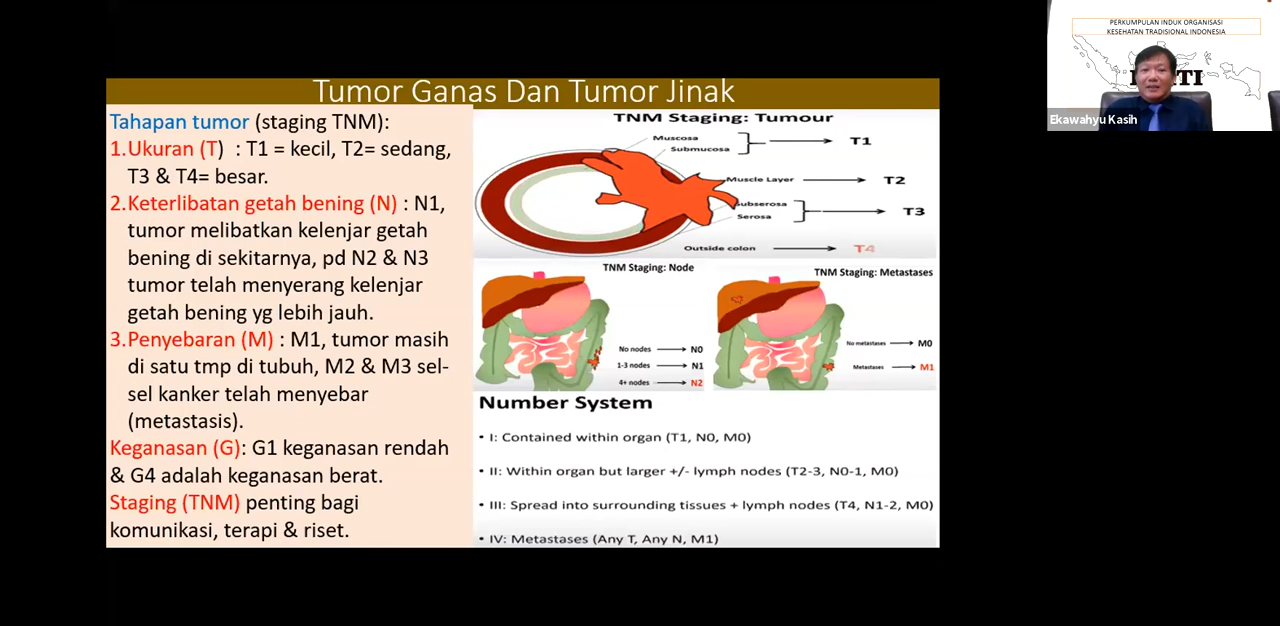 PERKUMPULAN INDUK ORGANISASI
KESEHATAN TRADISIONAL INDONESIA
Ekawahyu Kasih
Tumor Ganas Dan Tumor Jinak
Tahapan tumor (staging TNM):
1.Ukuran (T) : T1 = kecil, T2= sedang,
T3 & T4= besar.
2.Keterlibatan getah bening (N) : N1,
tumor melibatkan kelenjar getah
bening di sekitarnya, pd N2 & N3
tumor telah menyerang kelenjar
getah bening yg lebih jauh.
3.Penyebaran (M) : M1, tumor masih
di satu tmp di tubuh, M2 & M3 sel-
sel kanker telah menyebar
(metastasis).
Keganasan (G): G1 keganasan rendah
& G4 adalah keganasan berat.
Staging (TNM) penting bagi
komunikasi, terapi & riset.
TNM Staging: Tumour
Muscosa
Submucosa
T1
Muscle Layer
T2
Subserosa
Serosa
T3
Outside colon
T4
TNM Staging: Node
No nodes N0
1-3 nodes N1
4+ nodes N2
TNM Staging: Metastases
No metastases M0
Metastases M1
Number System
• I: Contained within organ (T1, N0, M0)
• II: Within organ but larger +/- lymph nodes (T2-3, N0-1, M0)
• III: Spread into surrounding tissues + lymph nodes (T4, N1-2, M0)
• IV: Metastases (Any T, Any N, M1)